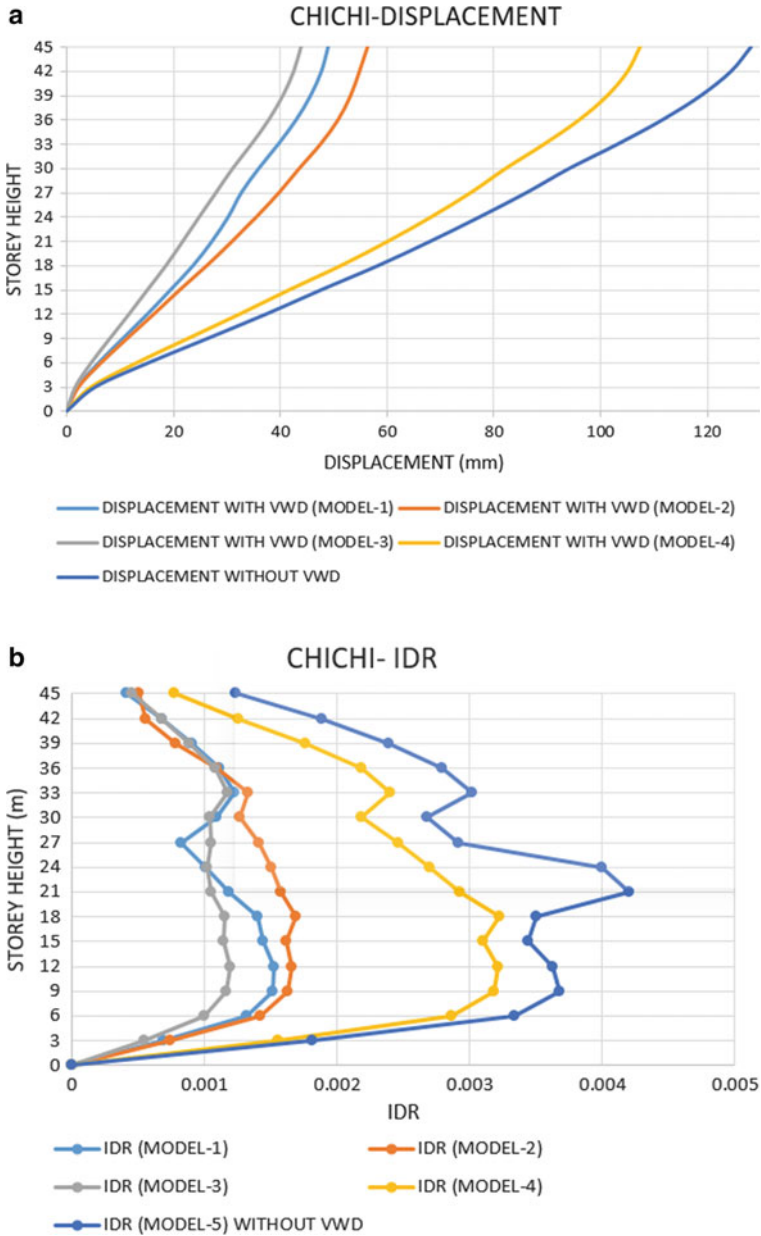 a
CHICHI-DISPLACEMENT
STOREY HEIGHT
45
42
39
36
30
27
24
21
18
15
12
9
6
3
0
0 20 40 60 80 100 120
DISPLACEMENT (mm)
DISPLACEMENT WITH VWD (MODEL-1) DISPLACEMENT WITH VWD (MODEL-2)
DISPLACEMENT WITH VWD (MODEL-3) DISPLACEMENT WITH VWD (MODEL-4)
DISPLACEMENT WITHOUT VWD
b
CHICHI- IDR
STOREY HEIGHT (m)
45
42
39
36
33
30
27
24
21
18
15
12
9
6
3
0
0 0.001 0.002 0.003 0.004 0.005
IDR
IDR (MODEL-1) IDR (MODEL-2)
IDR (MODEL-3) IDR (MODEL-4)
IDR (MODEL-5) WITHOUT VWD